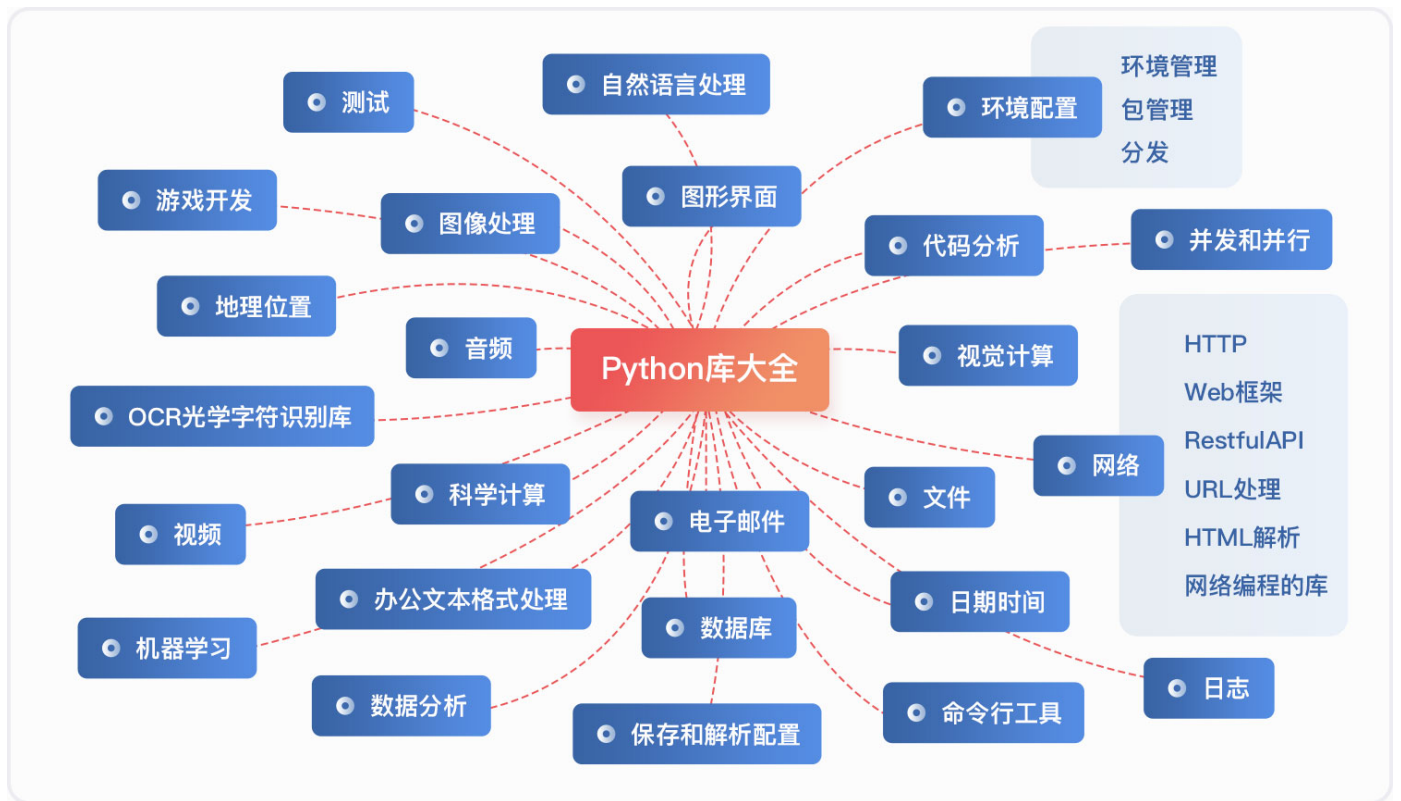 自然语言处理
测试
环境配置
环境管理
包管理
分发
图形界面
游戏开发
图像处理
代码分析
并发和并行
地理位置
音频
Python库大全
视觉计算
HTTP
Web框架
RestfulAPI
URL处理
HTML解析
网络编程的库
网络
OCR光学字符识别库
科学计算
文件
视频
电子邮件
办公文本格式处理
日期时间
数据库
机器学习
日志
数据分析
命令行工具
保存和解析配置